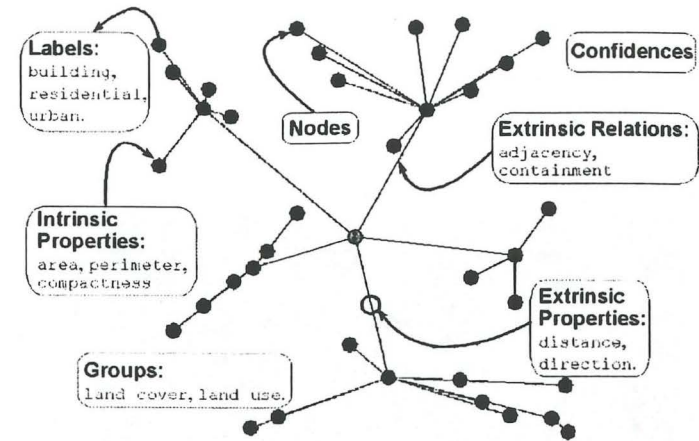 Labels:
building,
residential,
urban.
Nodes
Confidences
Extrinsic Relations:
adjacency,
containment
Intrinsic
Properties:
area, perimeter,
compactness
Extrinsic
Properties:
distance,
direction.
Groups:
land cover, land use.